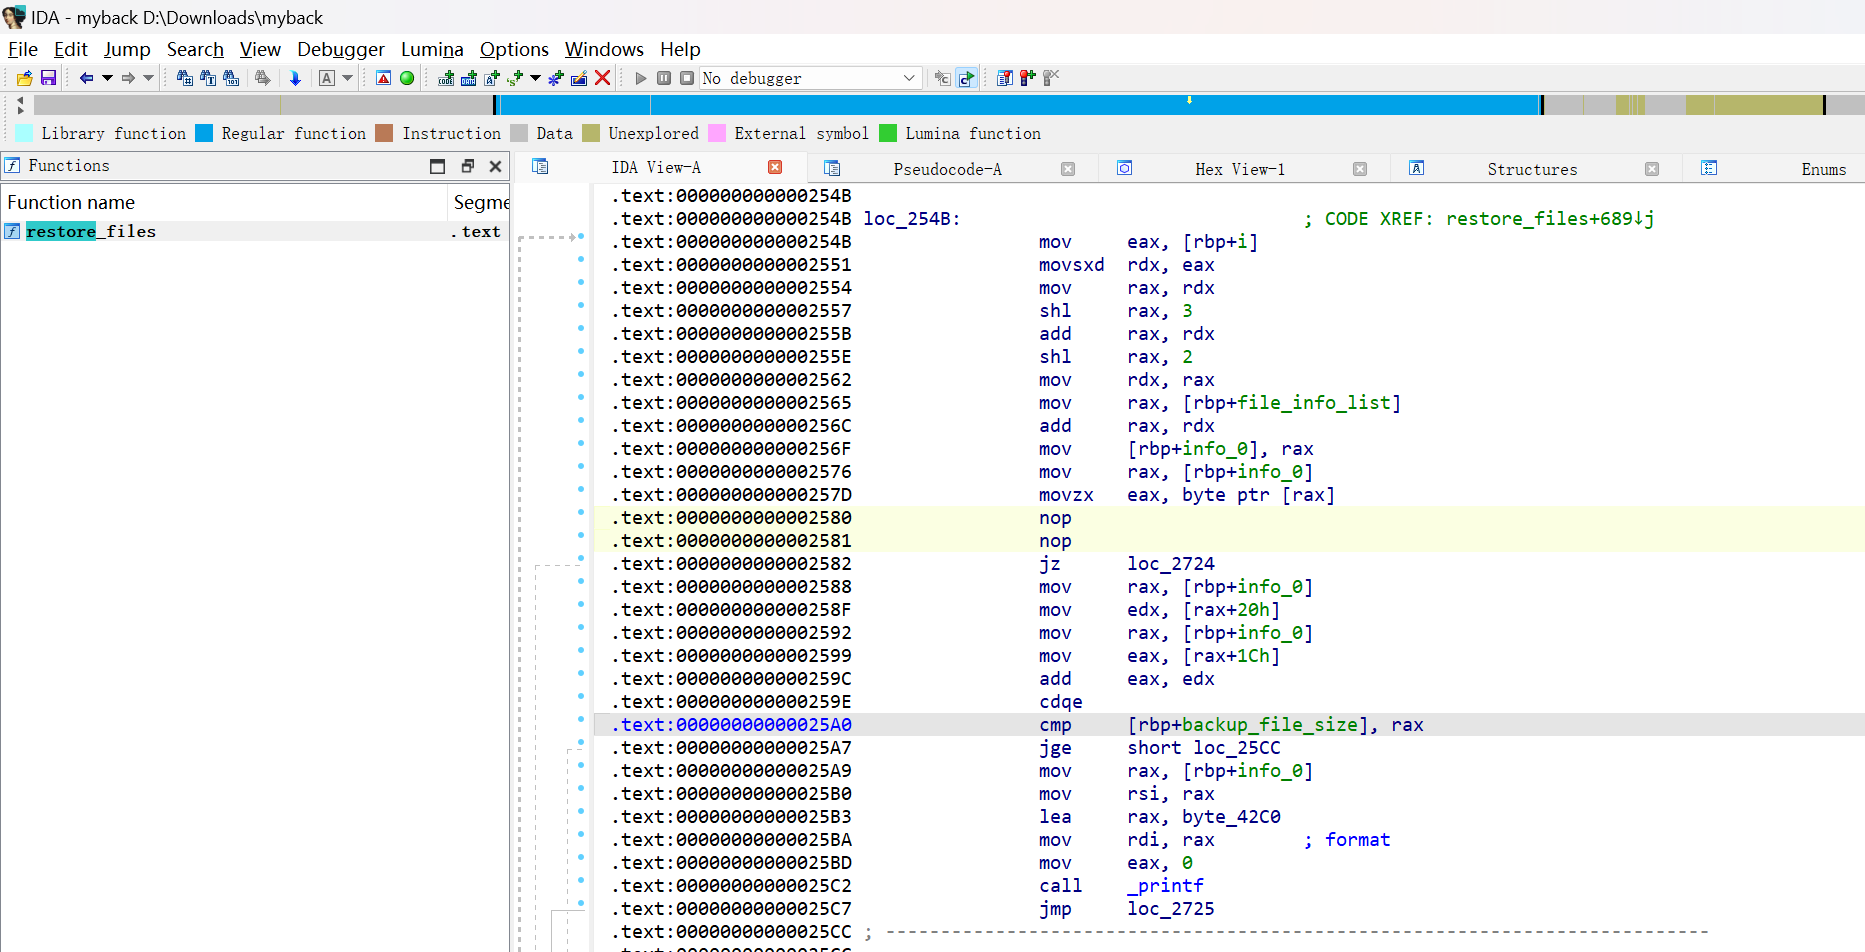 IDA - myback D:\Downloads\myback
File Edit Jump Search View Debugger Lumina Options Windows Help
No debugger
Library function Regular function Instruction Data Unexplored External symbol Lumina function
Functions
IDA View-A Pseudocode-A Hex View-1 Structures Enums
Function name Segme
restore_files .text
.text:000000000000254B
.text:000000000000254B loc_254B: ; CODE XREF: restore_files+689↓j
.text:000000000000254B mov eax, [rbp+i]
.text:0000000000002551 movsxd rdx, eax
.text:0000000000002554 mov rax, rdx
.text:0000000000002557 shl rax, 3
.text:000000000000255B add rax, rdx
.text:000000000000255E shl rax, 2
.text:0000000000002562 mov rdx, rax
.text:0000000000002565 mov rax, [rbp+file_info_list]
.text:000000000000256C add rax, rdx
.text:000000000000256F mov [rbp+info_0], rax
.text:0000000000002576 mov rax, [rbp+info_0]
.text:000000000000257D movzx eax, byte ptr [rax]
.text:0000000000002580 nop
.text:0000000000002581 nop
.text:0000000000002582 jz loc_2724
.text:0000000000002588 mov rax, [rbp+info_0]
.text:000000000000258F mov edx, [rax+20h]
.text:0000000000002592 mov rax, [rbp+info_0]
.text:0000000000002599 mov eax, [rax+1Ch]
.text:000000000000259C add eax, edx
.text:000000000000259E cdqe
.text:00000000000025A0 cmp [rbp+backup_file_size], rax
.text:00000000000025A7 jge short loc_25CC
.text:00000000000025A9 mov rax, [rbp+info_0]
.text:00000000000025B0 mov rsi, rax
.text:00000000000025B3 lea rax, byte_42C0
.text:00000000000025BA mov rdi, rax ; format
.text:00000000000025BD mov eax, 0
.text:00000000000025C2 call _printf
.text:00000000000025C7 jmp loc_2725
.text:00000000000025CC ; ---------------------------------------------------------------------------